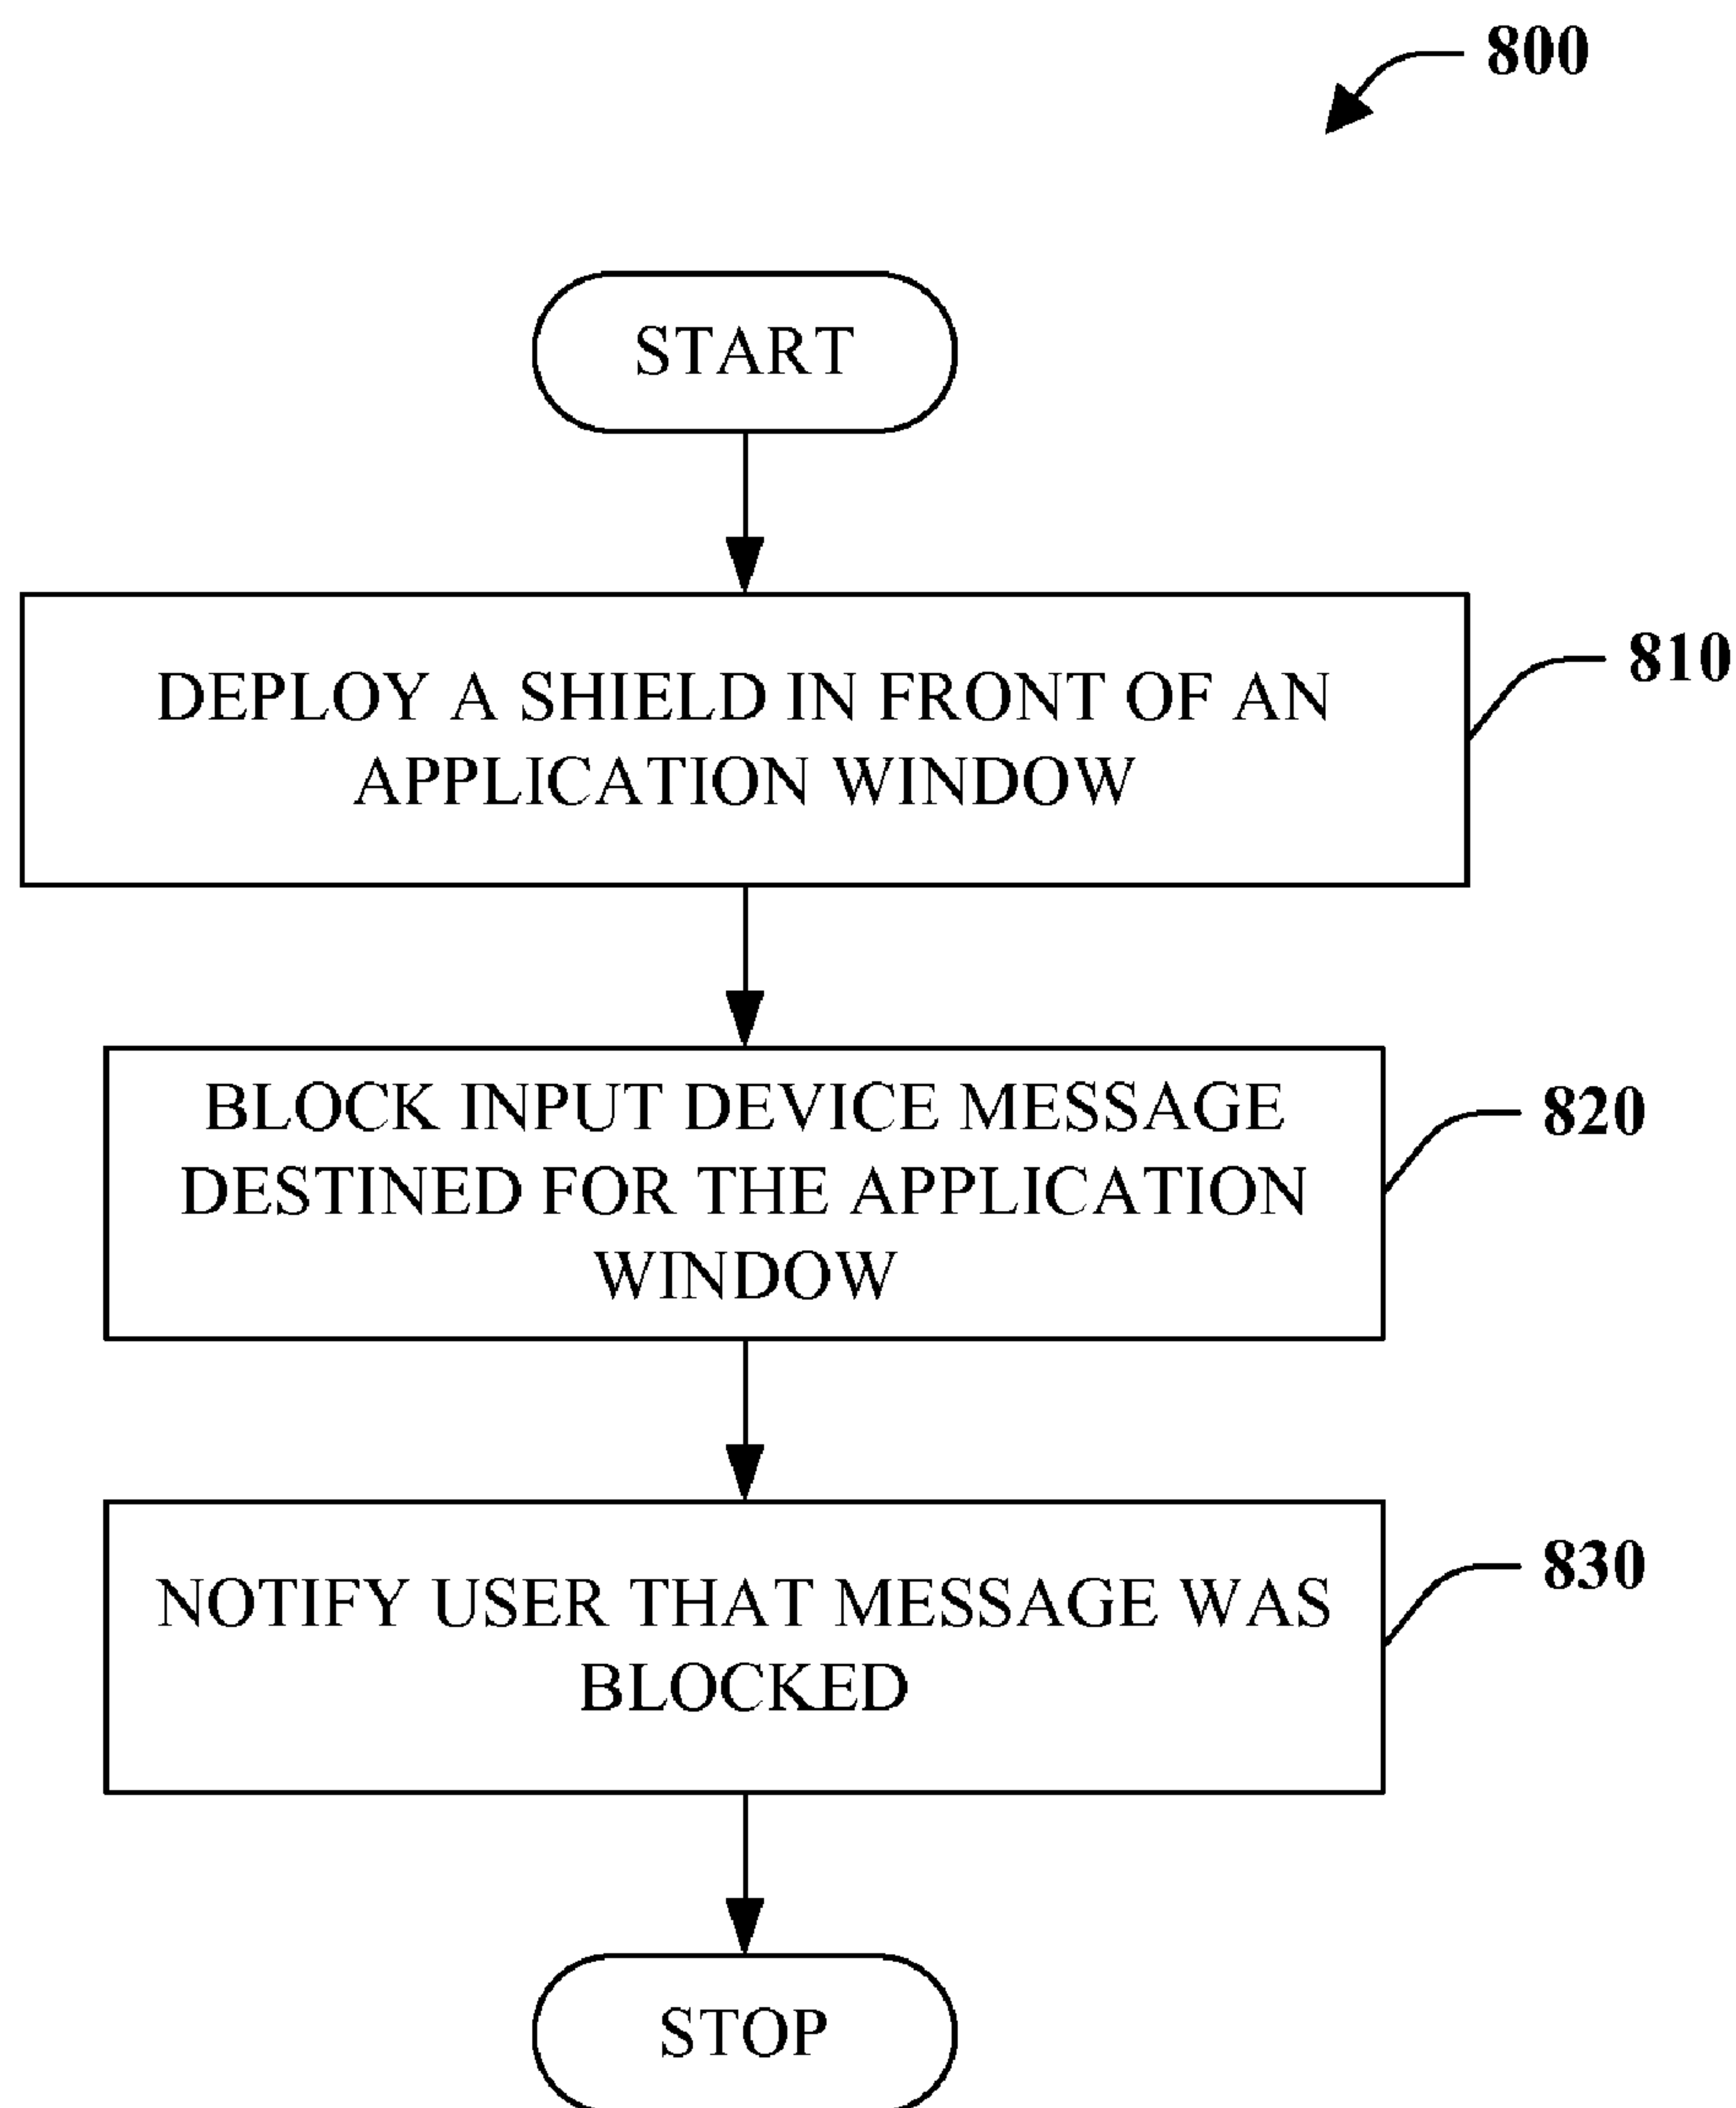 800
START
DEPLOY A SHIELD IN FRONT OF AN
APPLICATION WINDOW
810
BLOCK INPUT DEVICE MESSAGE
DESTINED FOR THE APPLICATION
WINDOW
820
NOTIFY USER THAT MESSAGE WAS
BLOCKED
830
STOP